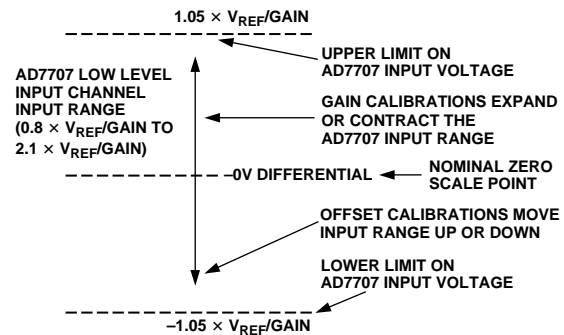 1.05 × VREF/GAIN
UPPER LIMIT ON
AD7707 INPUT VOLTAGE
AD7707 LOW LEVEL
INPUT CHANNEL
INPUT RANGE
(0.8 × VREF/GAIN TO
2.1 × VREF/GAIN)
GAIN CALIBRATIONS EXPAND
OR CONTRACT THE
AD7707 INPUT RANGE
–0V DIFFERENTIAL
NOMINAL ZERO
SCALE POINT
OFFSET CALIBRATIONS MOVE
INPUT RANGE UP OR DOWN
LOWER LIMIT ON
AD7707 INPUT VOLTAGE
–1.05 × VREF/GAIN